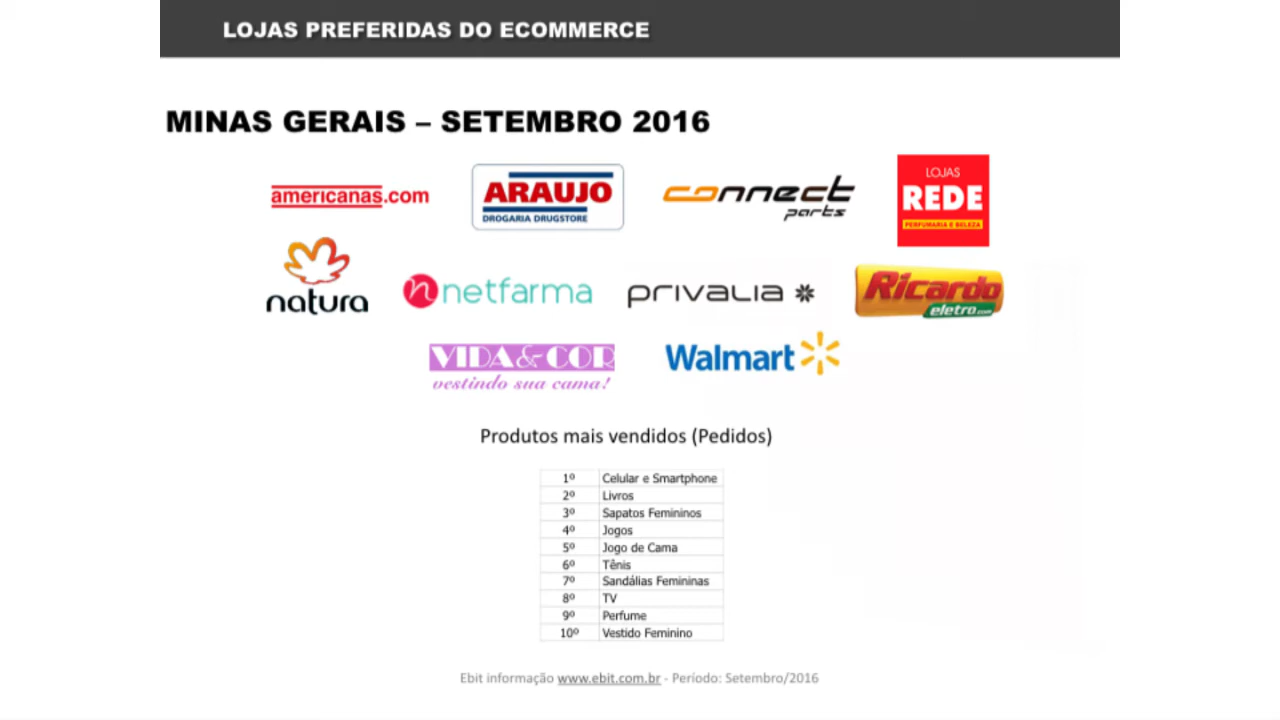 LOJAS PREFERIDAS DO ECOMMERCE
MINAS GERAIS – SETEMBRO 2016
americanas.com
ARAUJO
DROGARIA DRUGSTORE
connect
parts
LOJAS
REDE
PERFUMARIA E BELEZA
natura
n netfarma
privalia
Ricardo
eletro.com
VIDA&COR
vestindo sua cama!
Walmart
Produtos mais vendidos (Pedidos)
1º Celular e Smartphone
2º Livros
3º Sapatos Femininos
4º Jogos
5º Jogo de Cama
6º Tênis
7º Sandálias Femininas
8º TV
9º Perfume
10º Vestido Feminino
Ebit informação www.ebit.com.br - Período: Setembro/2016